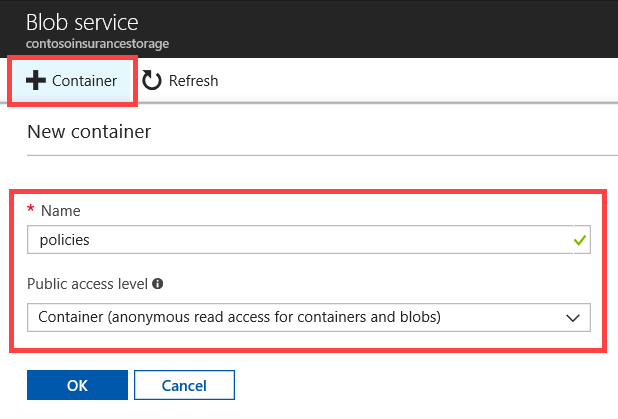 Blob service
contosoinsurancestorage
Container Refresh
New container
* Name
policies
Public access level
Container (anonymous read access for containers and blobs)
OK Cancel